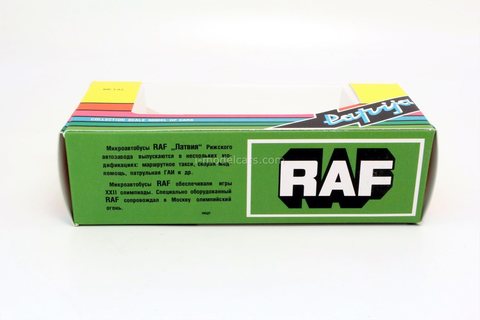 COLLECTION SCALE MODEL OF CARS
Latvija
Микроавтобусы RAF „Латвия" Рижского
автозавода выпускаются в нескольких мо-
дификациях: маршрутное такси, скорая мед-
помощь, патрульная ГАИ и др.
Микроавтобусы RAF обеспечивали игры
XXII олимпиады. Специально оборудованный
RAF сопровождал в Москву олимпийский
огонь.
RAF